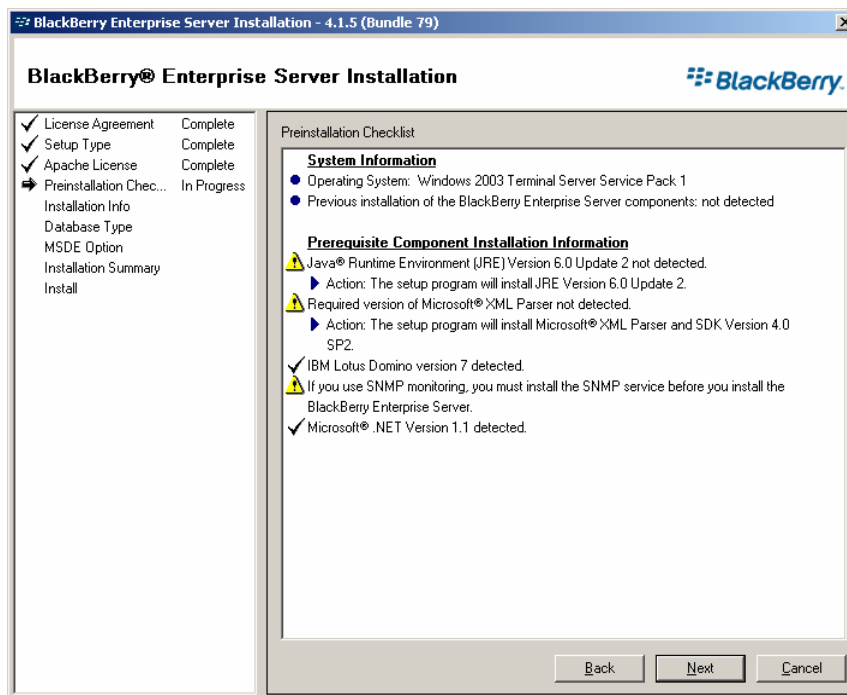 BlackBerry Enterprise Server Installation - 4.1.5 (Bundle 79)
BlackBerry® Enterprise Server Installation
BlackBerry.
License Agreement Complete
Setup Type Complete
Apache License Complete
Preinstallation Chec... In Progress
Installation Info
Database Type
MSDE Option
Installation Summary
Install
Preinstallation Checklist
System Information
Operating System: Windows 2003 Terminal Server Service Pack 1
Previous installation of the BlackBerry Enterprise Server components: not detected
Prerequisite Component Installation Information
Java® Runtime Environment (JRE) Version 6.0 Update 2 not detected.
Action: The setup program will install JRE Version 6.0 Update 2.
Required version of Microsoft® XML Parser not detected.
Action: The setup program will install Microsoft® XML Parser and SDK Version 4.0
SP2.
IBM Lotus Domino version 7 detected.
If you use SNMP monitoring, you must install the SNMP service before you install the
BlackBerry Enterprise Server.
Microsoft® .NET Version 1.1 detected.
Back Next Cancel